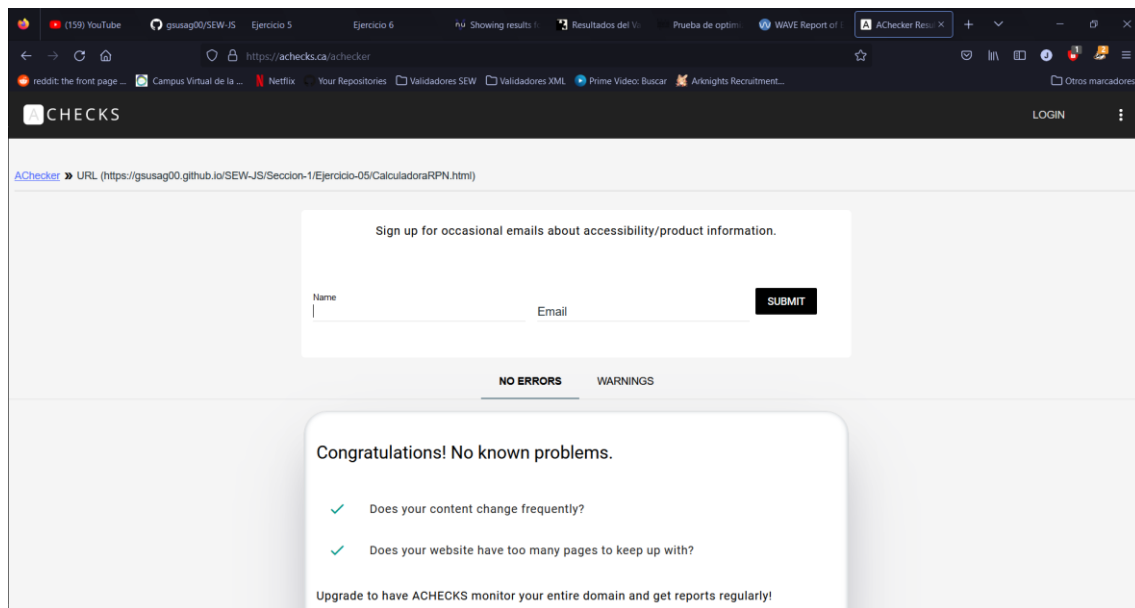 (159) YouTube
gsusag00/SEW-JS
Ejercicio 5
Ejercicio 6
Showing results f
Resultados del Va
Prueba de optimi
WAVE Report of
AChecker Resu
https://achecks.ca/achecker
reddit: the front page ...
Campus Virtual de la ...
Netflix
Your Repositories
Validadores SEW
Validadores XML
Prime Video: Buscar
Arknights Recruitment...
Otros marcadores
ACHECKS
LOGIN
AChecker » URL (https://gsusag00.github.io/SEW-JS/Seccion-1/Ejercicio-05/CalculadoraRPN.html)
Sign up for occasional emails about accessibility/product information.
Name
Email
SUBMIT
NO ERRORS
WARNINGS
Congratulations! No known problems.
Does your content change frequently?
Does your website have too many pages to keep up with?
Upgrade to have ACHECKS monitor your entire domain and get reports regularly!